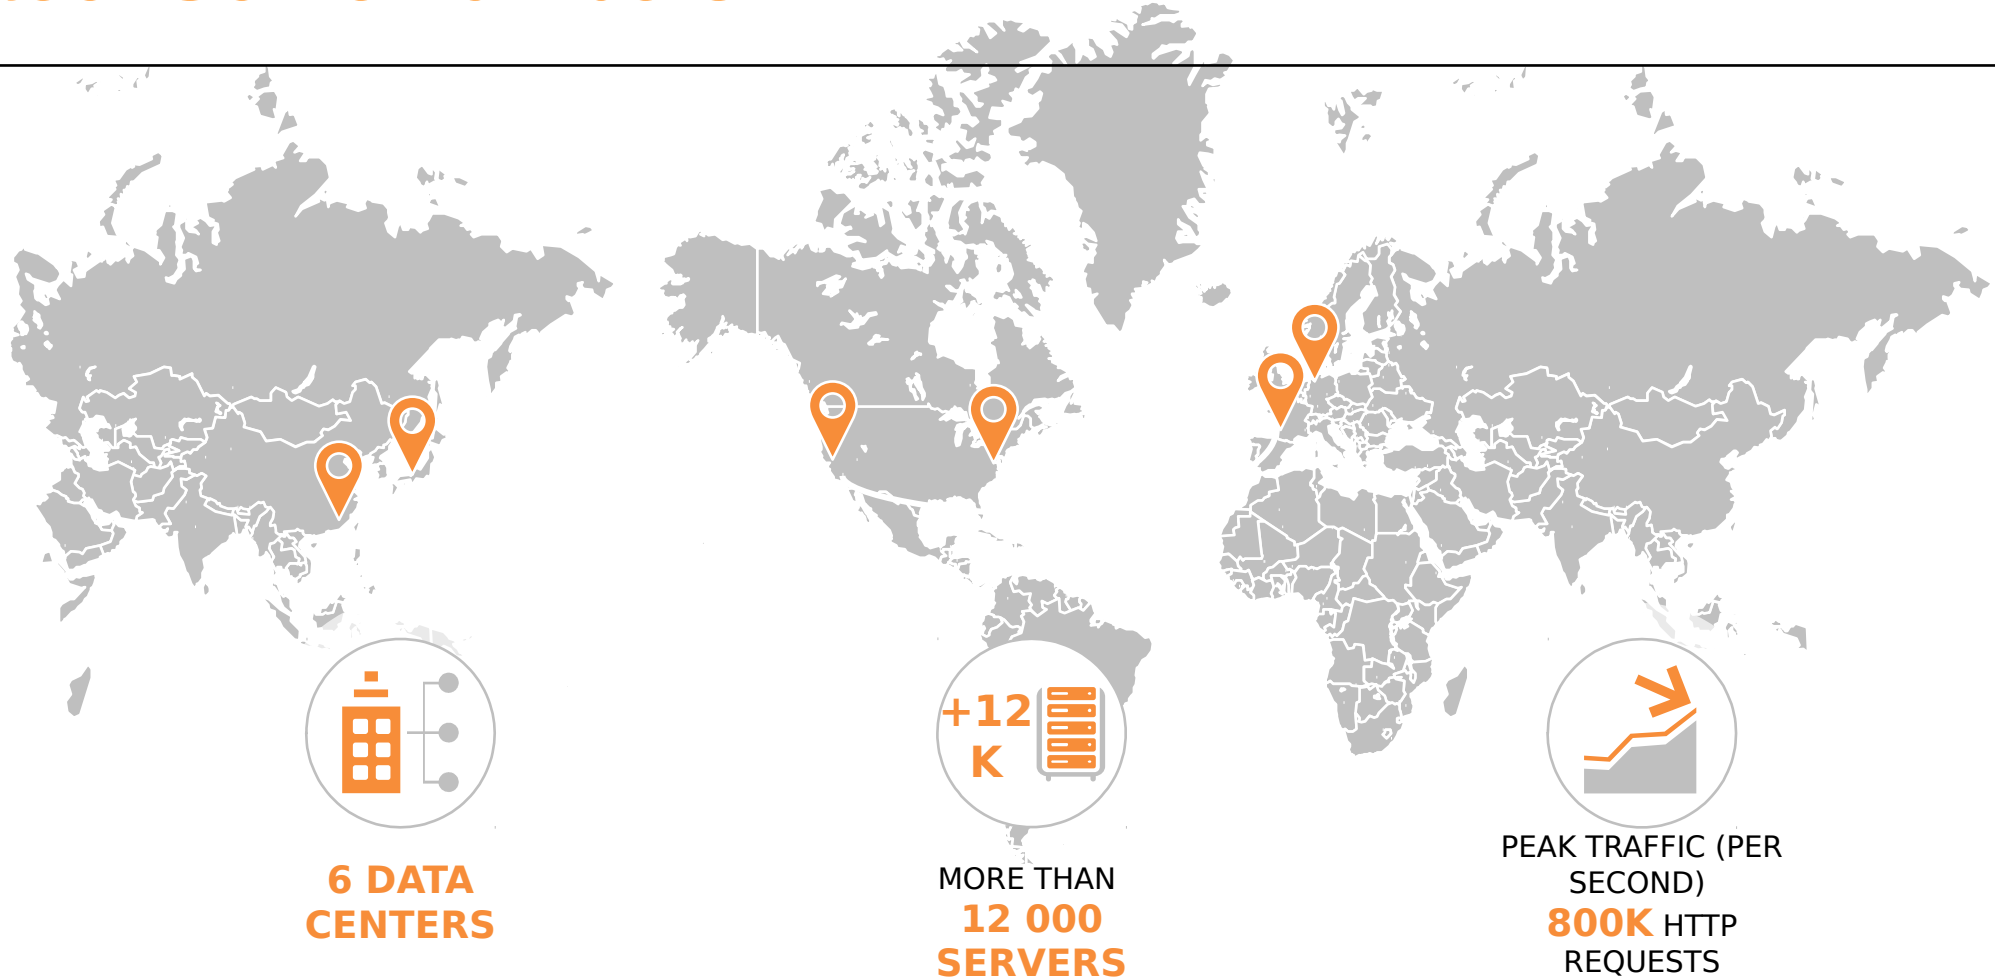 6 DATA
CENTERS
+12
K
MORE THAN
12 000
SERVERS
PEAK TRAFFIC (PER
SECOND)
800K HTTP
REQUESTS